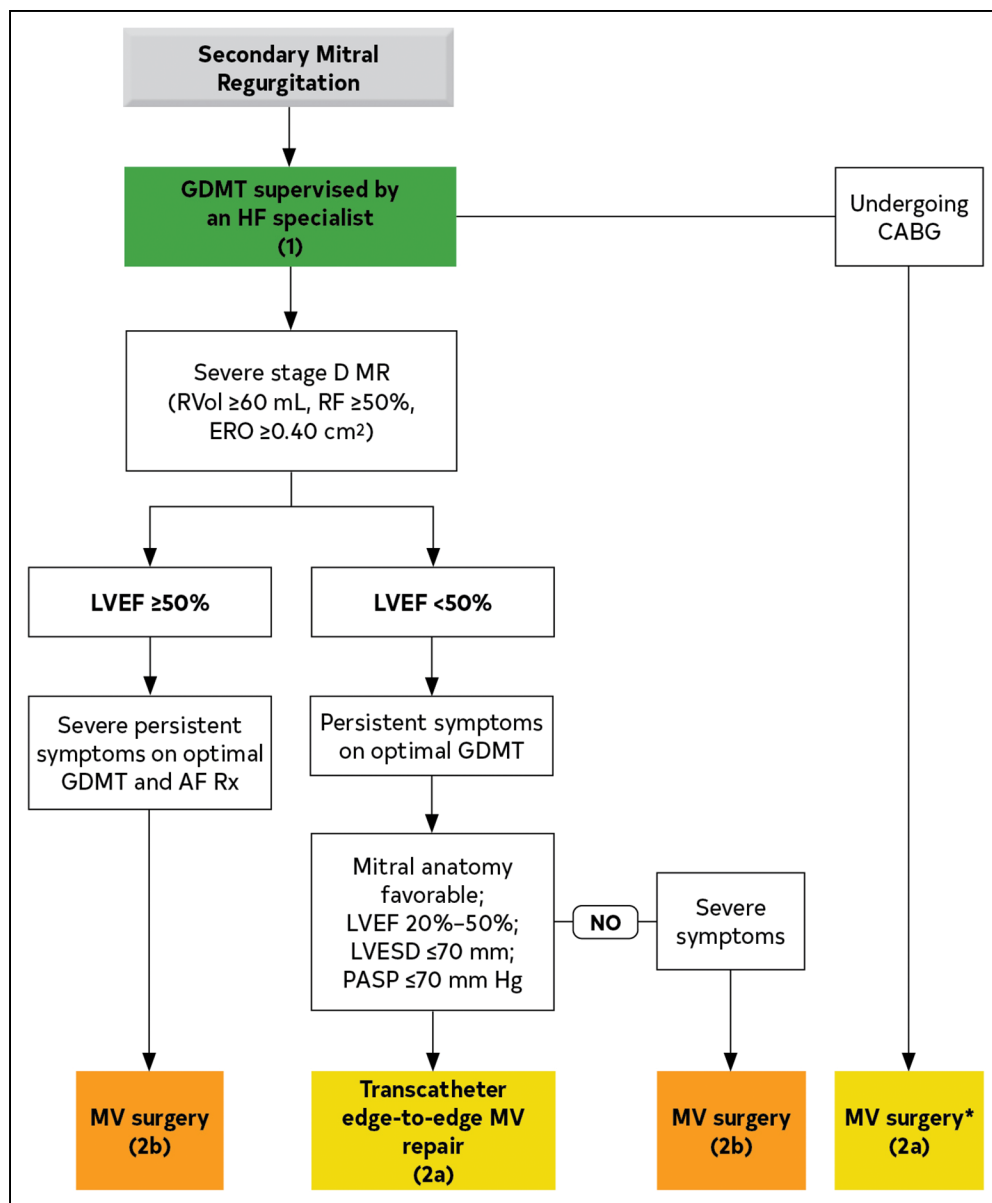 Secondary Mitral
Regurgitation
GDMT supervised by
an HF specialist
(1)
Undergoing
CABG
Severe stage D MR
(RVol ≥60 mL, RF ≥50%,
ERO ≥0.40 cm²)
LVEF ≥50%
LVEF <50%
Severe persistent
symptoms on optimal
GDMT and AF Rx
Persistent symptoms
on optimal GDMT
Mitral anatomy
favorable;
LVEF 20%–50%;
LVESD ≤70 mm;
PASP ≤70 mm Hg
NO
Severe
symptoms
MV surgery
(2b)
Transcatheter
edge-to-edge MV
repair
(2a)
MV surgery
(2b)
MV surgery*
(2a)